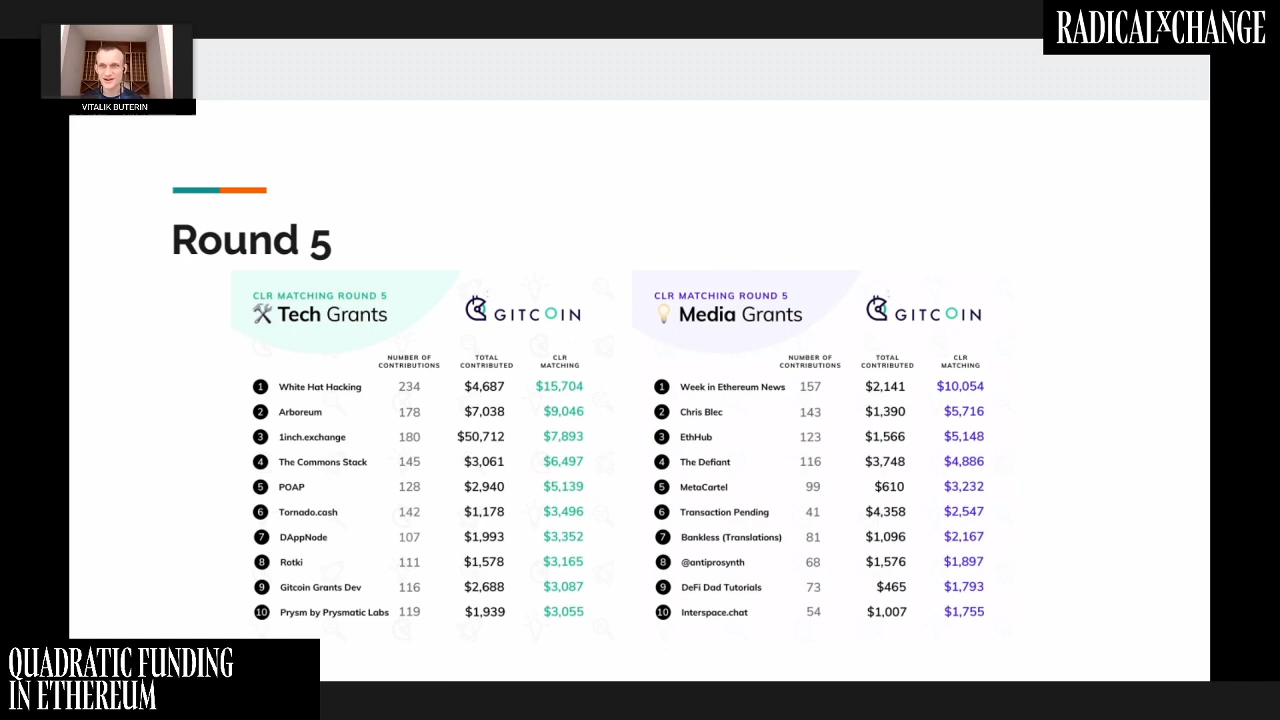 RADICALXCHANGE
VITALIK BUTERIN
Round 5
CLR MATCHING ROUND 5
Tech Grants
GITCOIN
NUMBER OF CONTRIBUTIONS TOTAL CONTRIBUTED CLR MATCHING
1 White Hat Hacking 234 $4,687 $15,704
2 Arboreum 178 $7,038 $9,046
3 1inch.exchange 180 $50,712 $7,893
4 The Commons Stack 145 $3,061 $6,497
5 POAP 128 $2,940 $5,139
6 Tornado.cash 142 $1,178 $3,496
7 DAppNode 107 $1,993 $3,352
8 Rotki 111 $1,578 $3,165
9 Gitcoin Grants Dev 116 $2,688 $3,087
10 Prysm by Prysmatic Labs 119 $1,939 $3,055
CLR MATCHING ROUND 5
Media Grants
GITCOIN
NUMBER OF CONTRIBUTIONS TOTAL CONTRIBUTED CLR MATCHING
1 Week in Ethereum News 157 $2,141 $10,054
2 Chris Blec 143 $1,390 $5,716
3 EthHub 123 $1,566 $5,148
4 The Defiant 116 $3,748 $4,886
5 MetaCartel 99 $610 $3,232
6 Transaction Pending 41 $4,358 $2,547
7 Bankless (Translations) 81 $1,096 $2,167
8 @antiprosynth 68 $1,576 $1,897
9 DeFi Dad Tutorials 73 $465 $1,793
10 Interspace.chat 54 $1,007 $1,755
QUADRATIC FUNDING
IN ETHEREUM